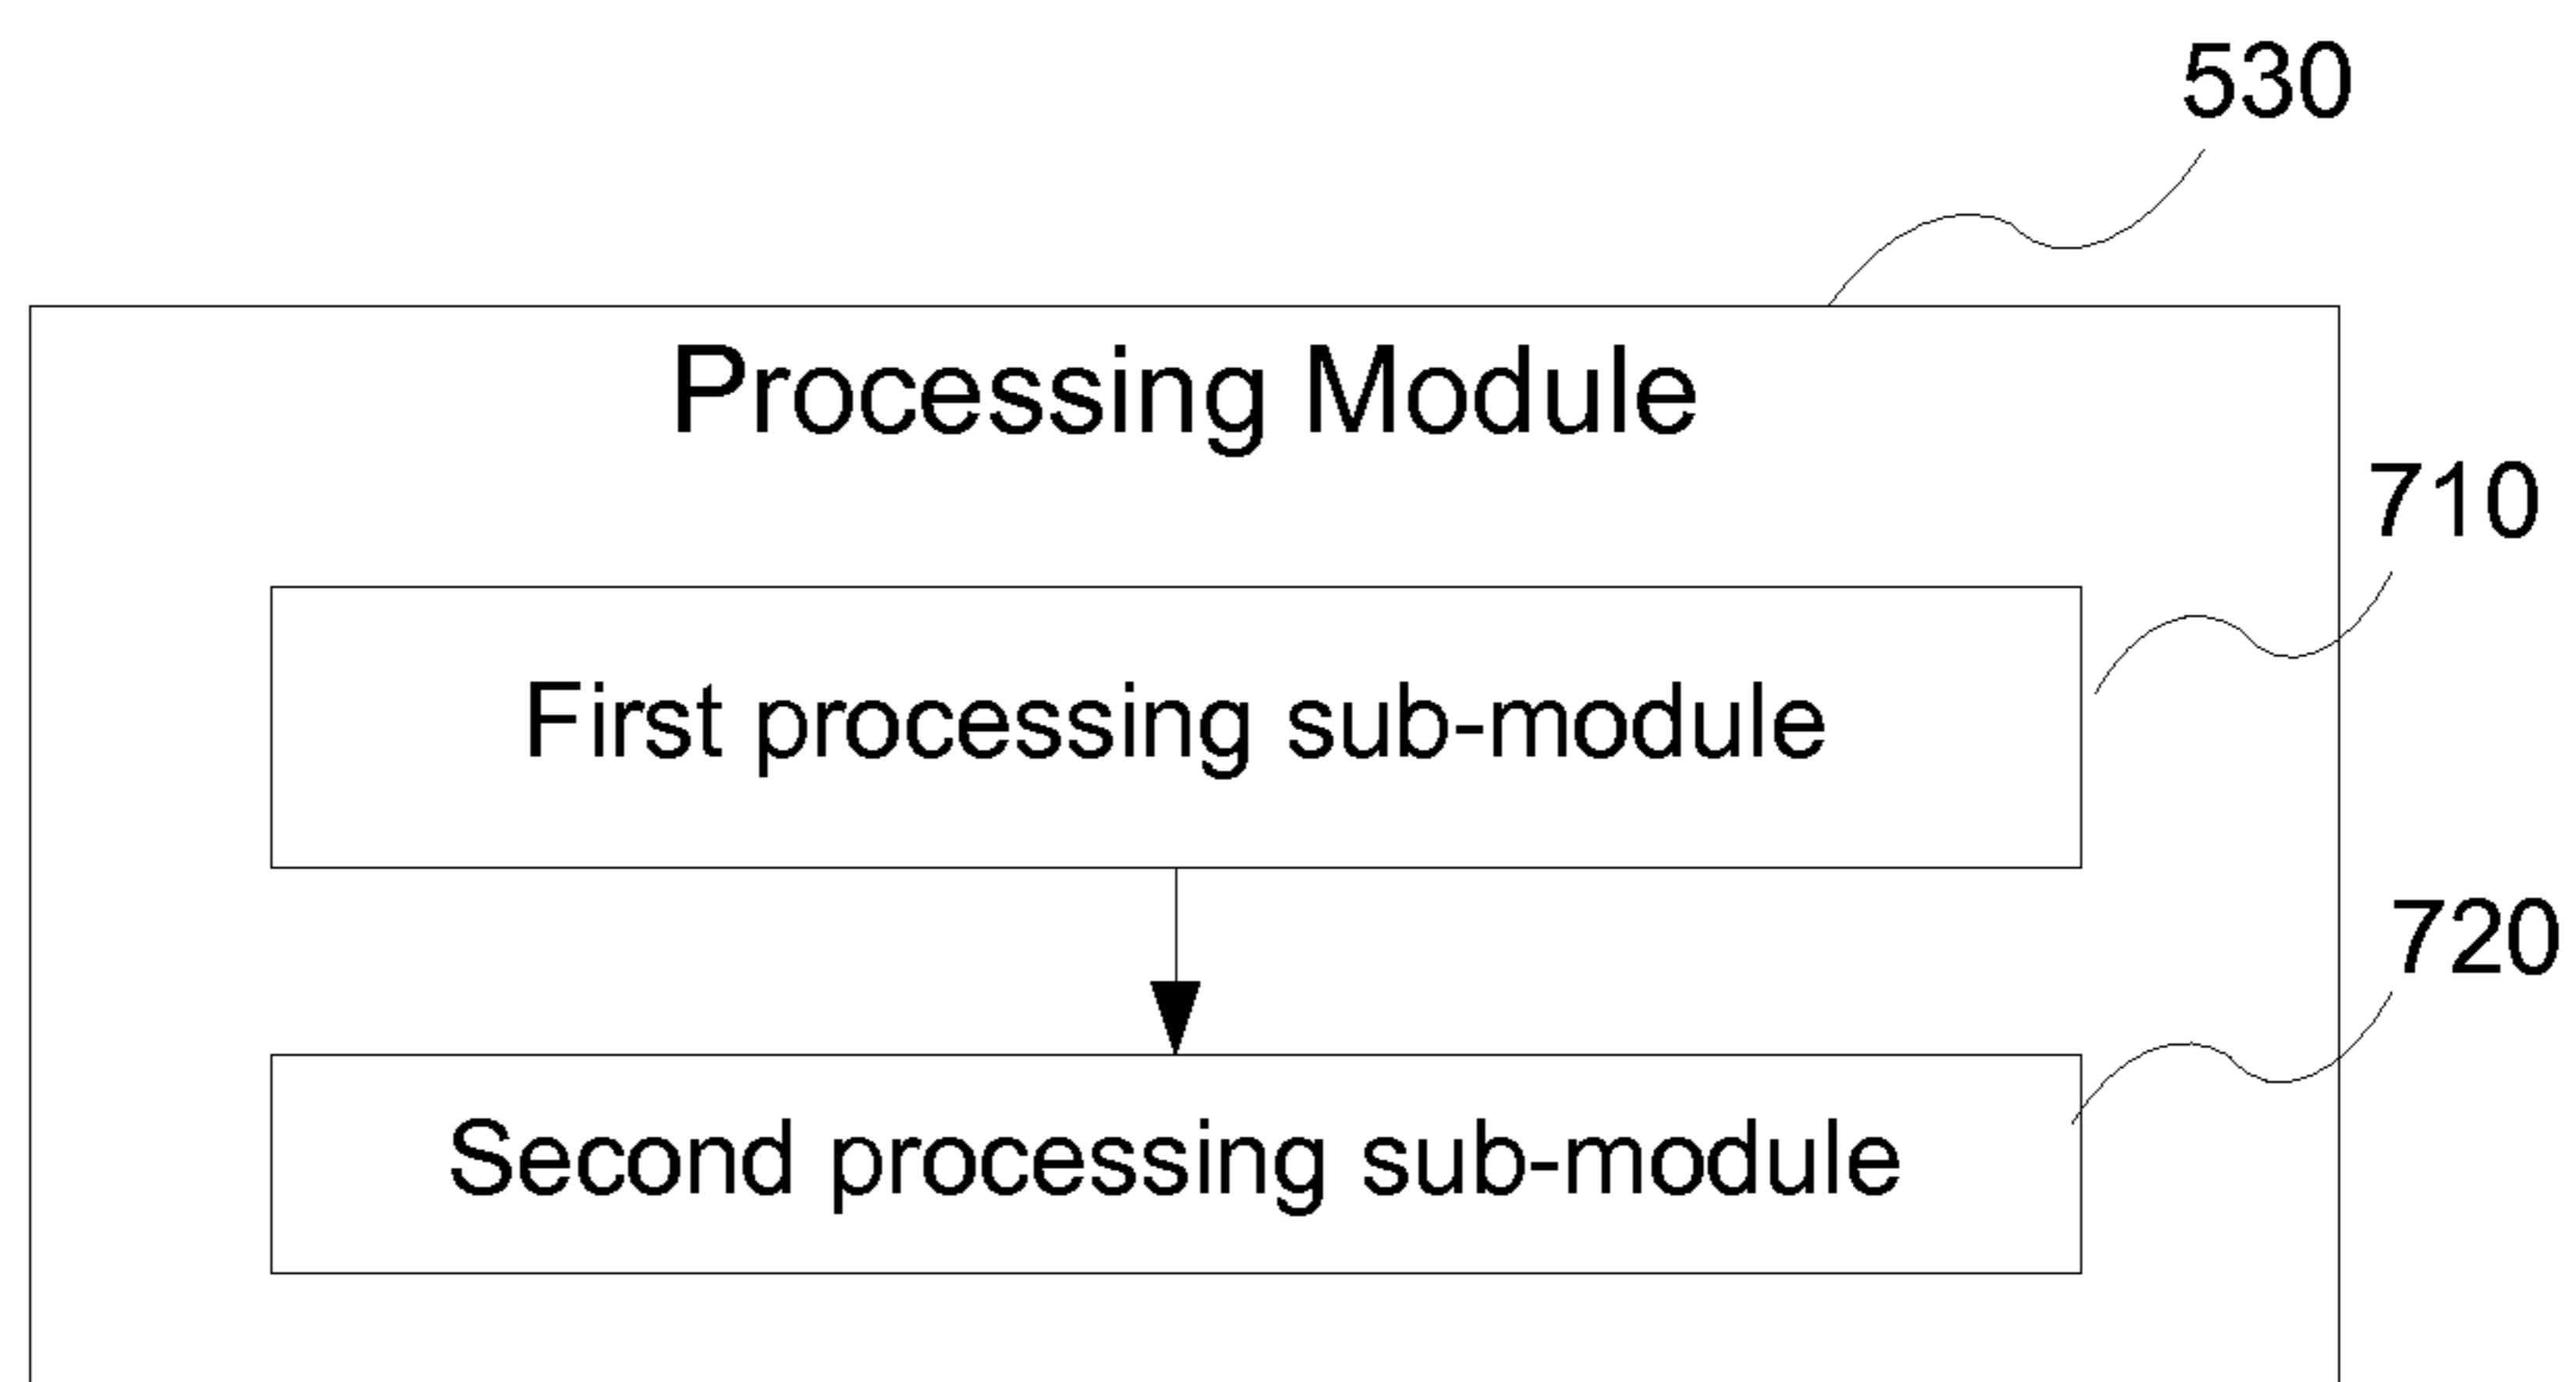 530
Processing Module
710
First processing sub-module
720
Second processing sub-module